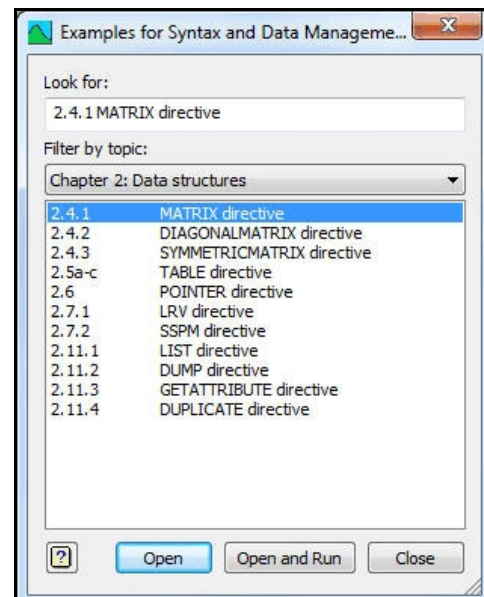 Examples for Syntax and Data Manageme...
Look for:
2.4.1 MATRIX directive
Filter by topic:
Chapter 2: Data structures
2.4.1 MATRIX directive
2.4.2 DIAGONALMATRIX directive
2.4.3 SYMMETRICMATRIX directive
2.5a-c TABLE directive
2.6 POINTER directive
2.7.1 LRV directive
2.7.2 SSPM directive
2.11.1 LIST directive
2.11.2 DUMP directive
2.11.3 GETATTRIBUTE directive
2.11.4 DUPLICATE directive
? Open Open and Run Close